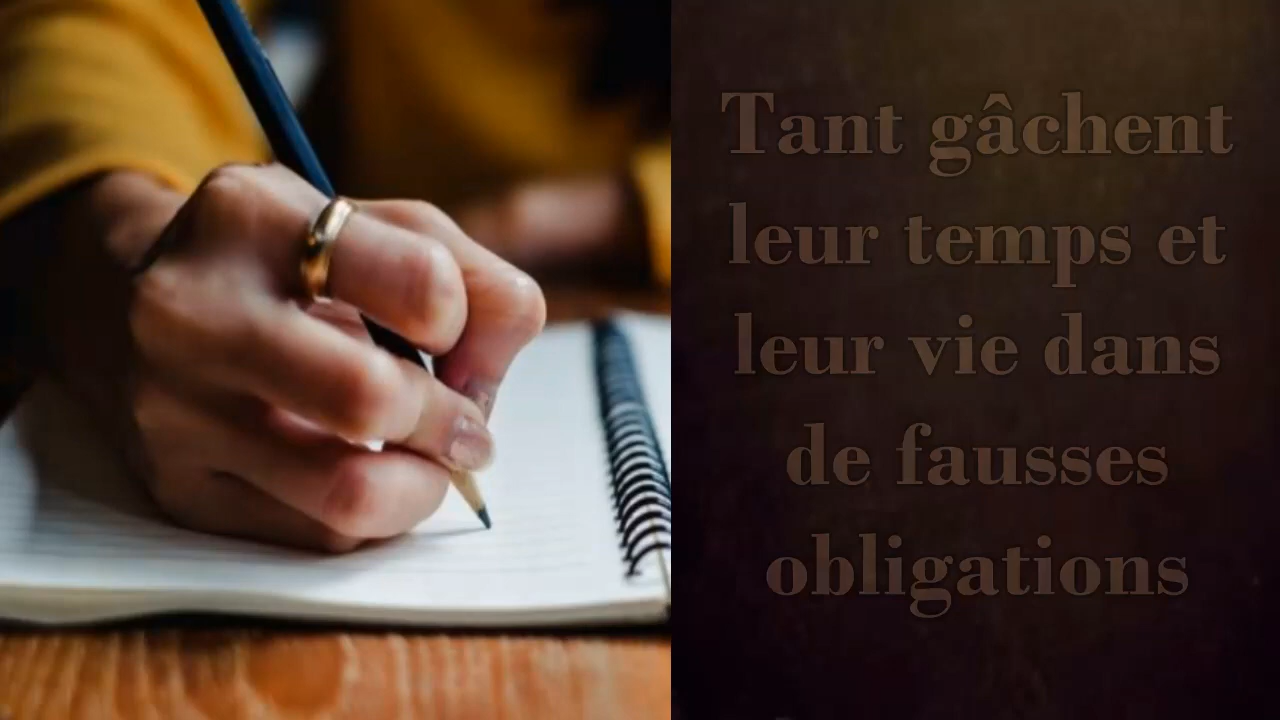 Tant gâchent
leur temps et
leur vie dans
de fausses
obligations